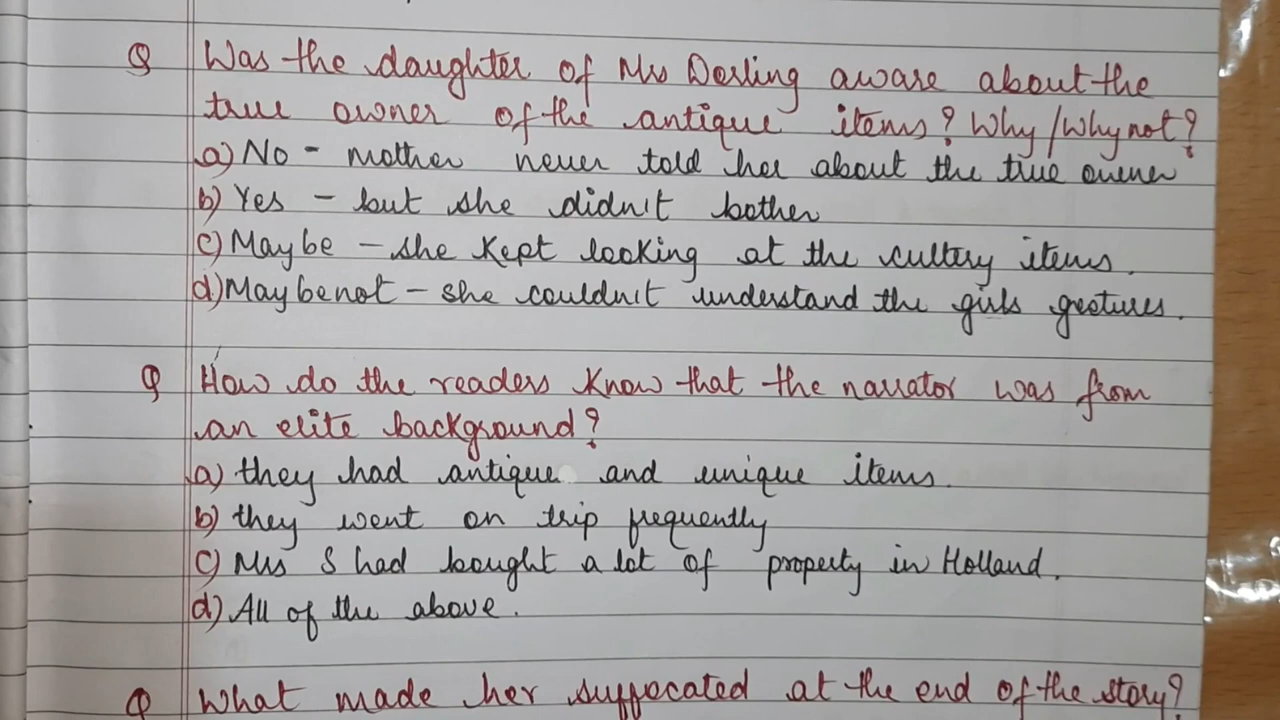 Q Was the daughter of Mrs Dorling aware about the
true owner of the antique items? Why/Why not?
a) No - mother never told her about the true owner
b) Yes - but she didn't bother
c) Maybe - she kept looking at the cultery items.
d) Maybe not - she couldn't understand the girls gestures.
Q How do the readers know that the narrator was from
an elite background?
a) they had antique and unique items.
b) they went on trip frequently
c) Mrs S had bought a lot of property in Holland.
d) All of the above.
Q What made her suffocated at the end of the story?